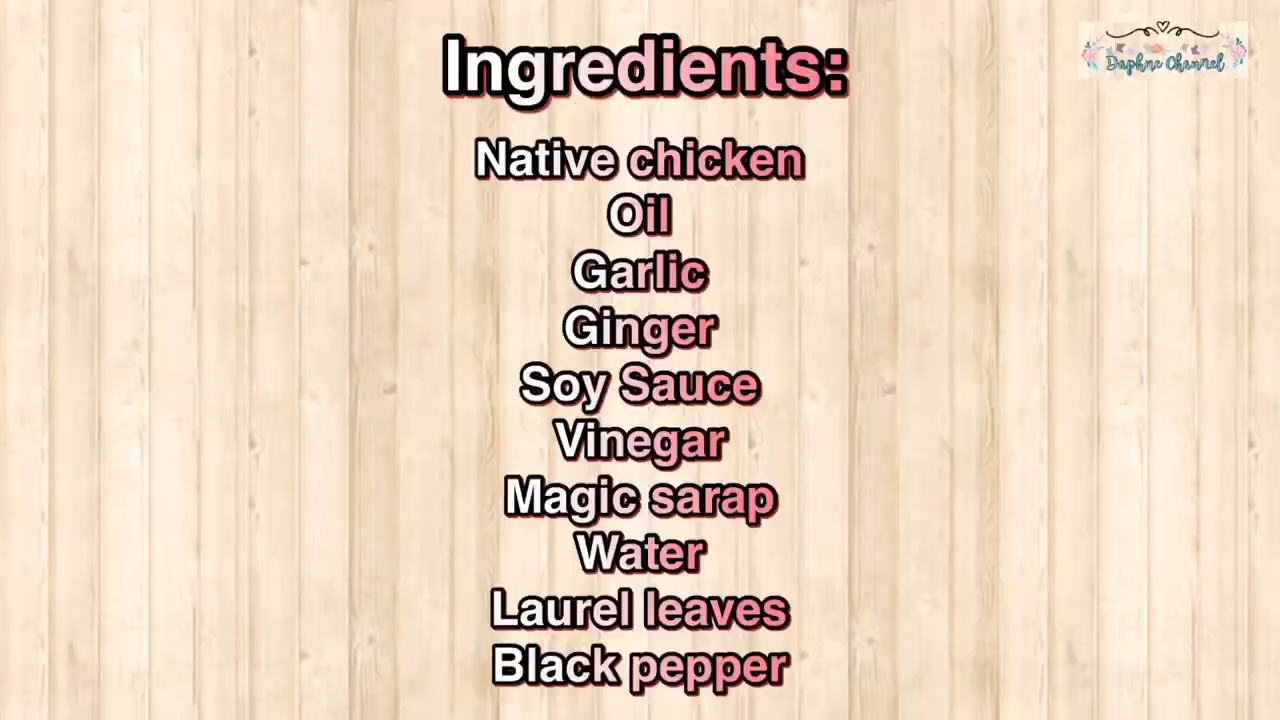 Daphne Channel
Ingredients:
Native chicken
Oil
Garlic
Ginger
Soy Sauce
Vinegar
Magic sarap
Water
Laurel leaves
Black pepper